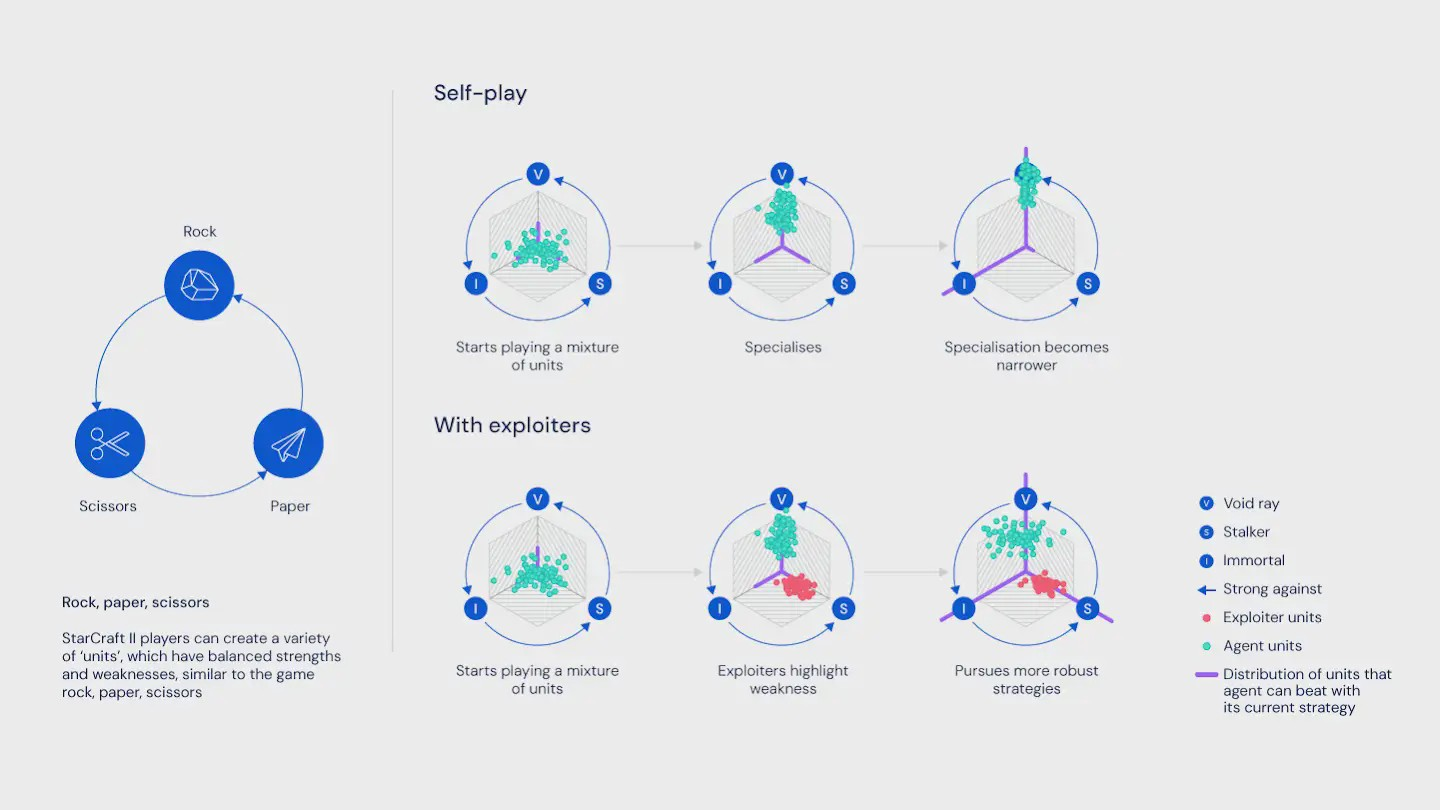 Rock
Scissors
Paper
Rock, paper, scissors
StarCraft II players can create a variety
of ‘units’, which have balanced strengths
and weaknesses, similar to the game
rock, paper, scissors
Self-play
V
I
S
Starts playing a mixture
of units
V
I
S
Specialises
I
S
Specialisation becomes
narrower
With exploiters
V
I
S
Starts playing a mixture
of units
V
I
S
Exploiters highlight
weakness
V
I
S
Pursues more robust
strategies
V Void ray
S Stalker
I Immortal
Strong against
Exploiter units
Agent units
Distribution of units that
agent can beat with
its current strategy